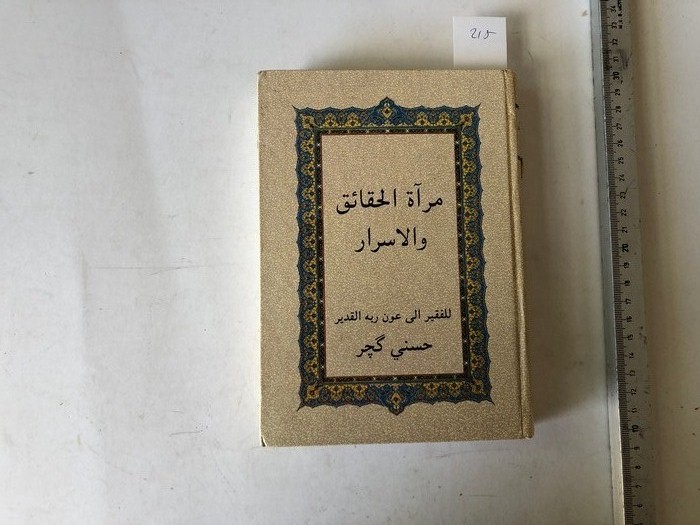 215
مرآة الحقائق
والاسرار
للفقير الى عون ربه القدير
حسني گچر